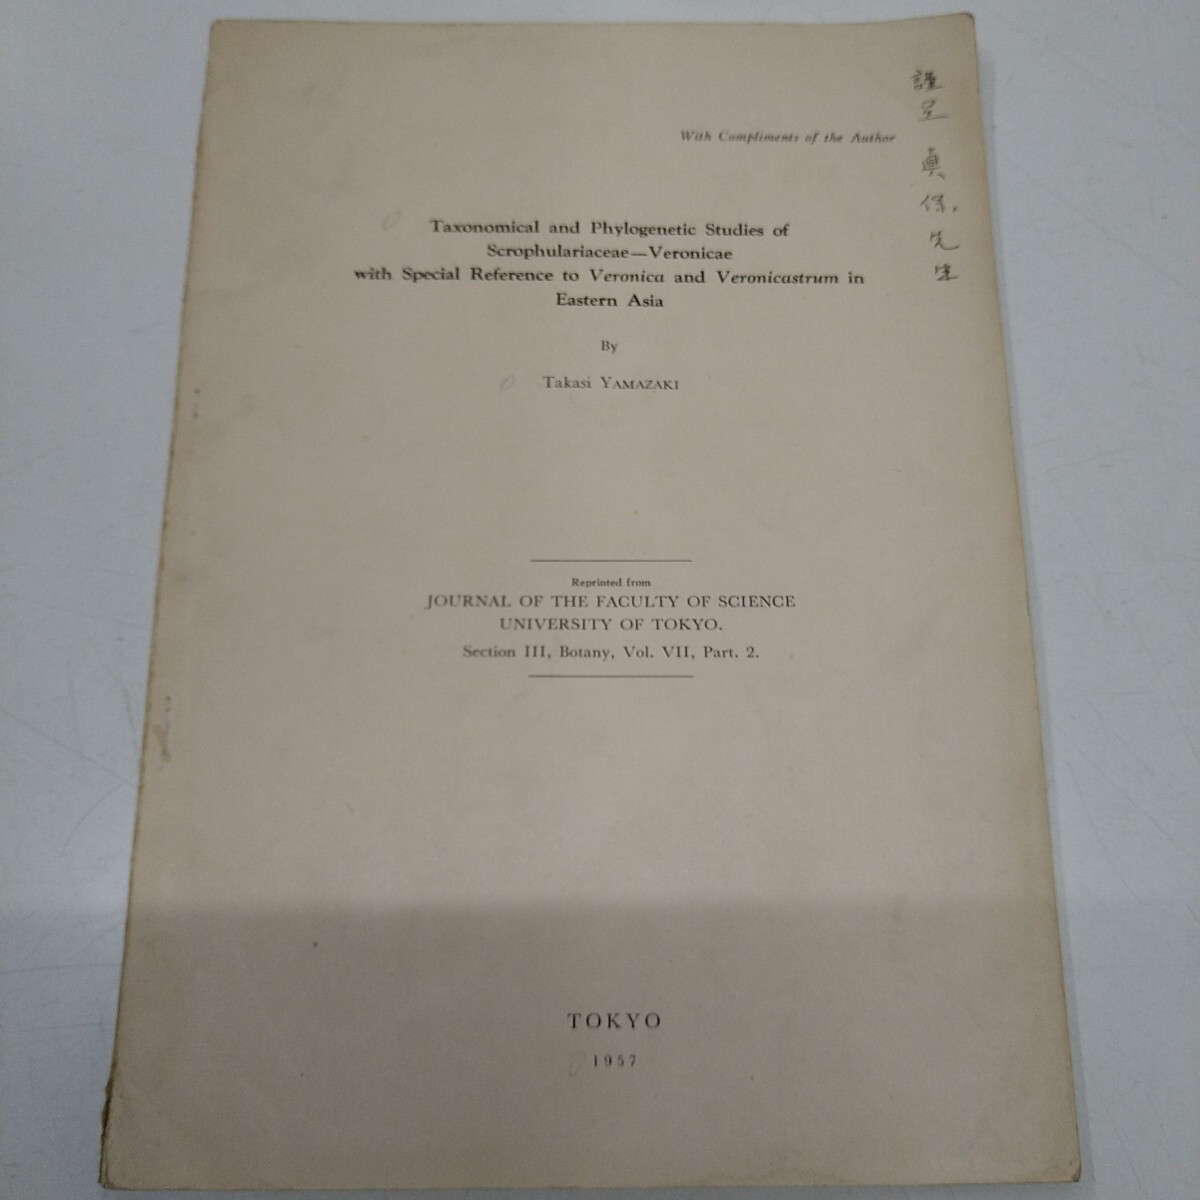 With Compliments of the Author
謹呈 真保先生
Taxonomical and Phylogenetic Studies of
Scrophulariaceae—Veronicae
with Special Reference to Veronica and Veronicastrum in
Eastern Asia
By
Takasi YAMAZAKI
Reprinted from
JOURNAL OF THE FACULTY OF SCIENCE
UNIVERSITY OF TOKYO.
Section III, Botany, Vol. VII, Part. 2.
TOKYO
1957